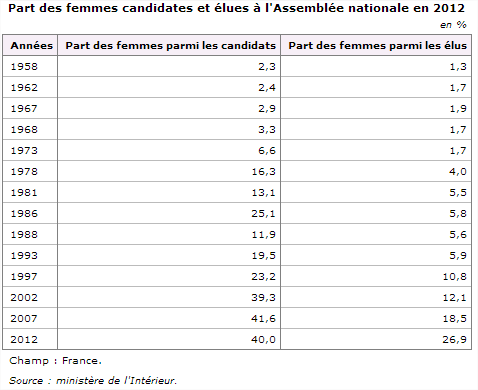 Part des femmes candidates et élues à l'Assemblée nationale en 2012
en %
Années Part des femmes parmi les candidats Part des femmes parmi les élus
1958 2,3 1,3
1962 2,4 1,7
1967 2,9 1,9
1968 3,3 1,7
1973 6,6 1,7
1978 16,3 4,0
1981 13,1 5,5
1986 25,1 5,8
1988 11,9 5,6
1993 19,5 5,9
1997 23,2 10,8
2002 39,3 12,1
2007 41,6 18,5
2012 40,0 26,9
Champ : France.
Source : ministère de l'Intérieur.